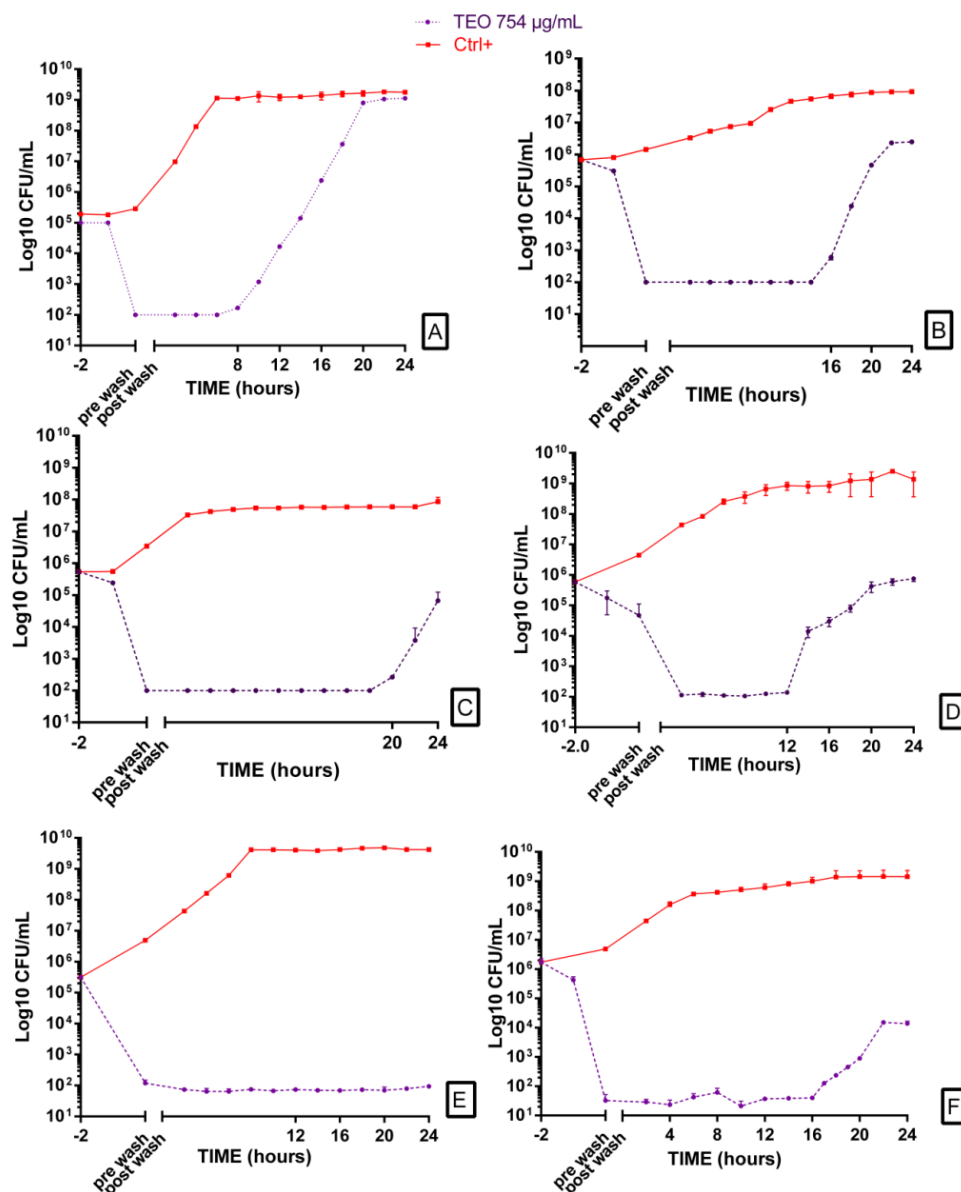 TEO 754 µg/mL
Ctrl+
10^10
10^9
10^8
10^7
10^6
10^5
10^4
10^3
10^2
10^1
Log10 CFU/mL
-2
pre wash
post wash
8
12
16
20
24
TIME (hours)
A
10^9
10^8
10^7
10^6
10^5
10^4
10^3
10^2
10^1
Log10 CFU/mL
-2
pre wash
post wash
16
20
24
TIME (hours)
B
10^10
10^9
10^8
10^7
10^6
10^5
10^4
10^3
10^2
10^1
Log10 CFU/mL
-2
pre wash
post wash
20
24
TIME (hours)
C
10^10
10^9
10^8
10^7
10^6
10^5
10^4
10^3
10^2
10^1
Log10 CFU/mL
-2.0
pre wash
post wash
12
16
20
24
TIME (hours)
D
10^10
10^9
10^8
10^7
10^6
10^5
10^4
10^3
10^2
10^1
Log10 CFU/mL
-2
pre wash
post wash
12
16
20
24
TIME (hours)
E
10^10
10^9
10^8
10^7
10^6
10^5
10^4
10^3
10^2
10^1
Log10 CFU/mL
-2
pre wash
post wash
4
8
12
16
20
24
TIME (hours)
F